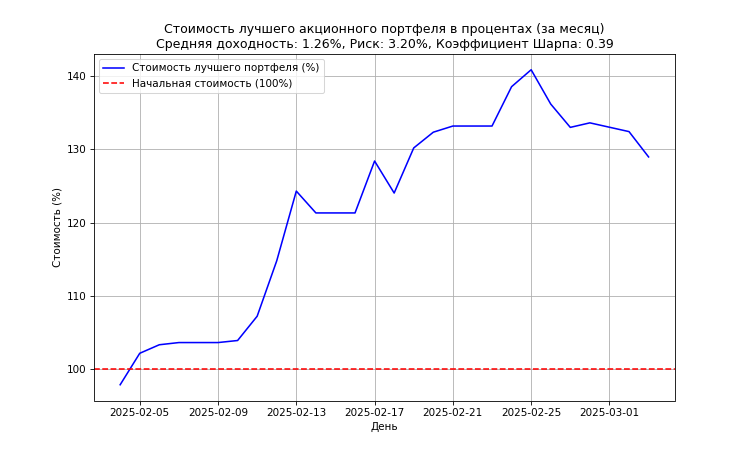 Стоимость лучшего акционного портфеля в процентах (за месяц)
Средняя доходность: 1.26%, Риск: 3.20%, Коэффициент Шарпа: 0.39
Стоимость лучшего портфеля (%)
Начальная стоимость (100%)
Стоимость (%)
140
130
120
110
100
2025-02-05 2025-02-09 2025-02-13 2025-02-17 2025-02-21 2025-02-25 2025-03-01
День